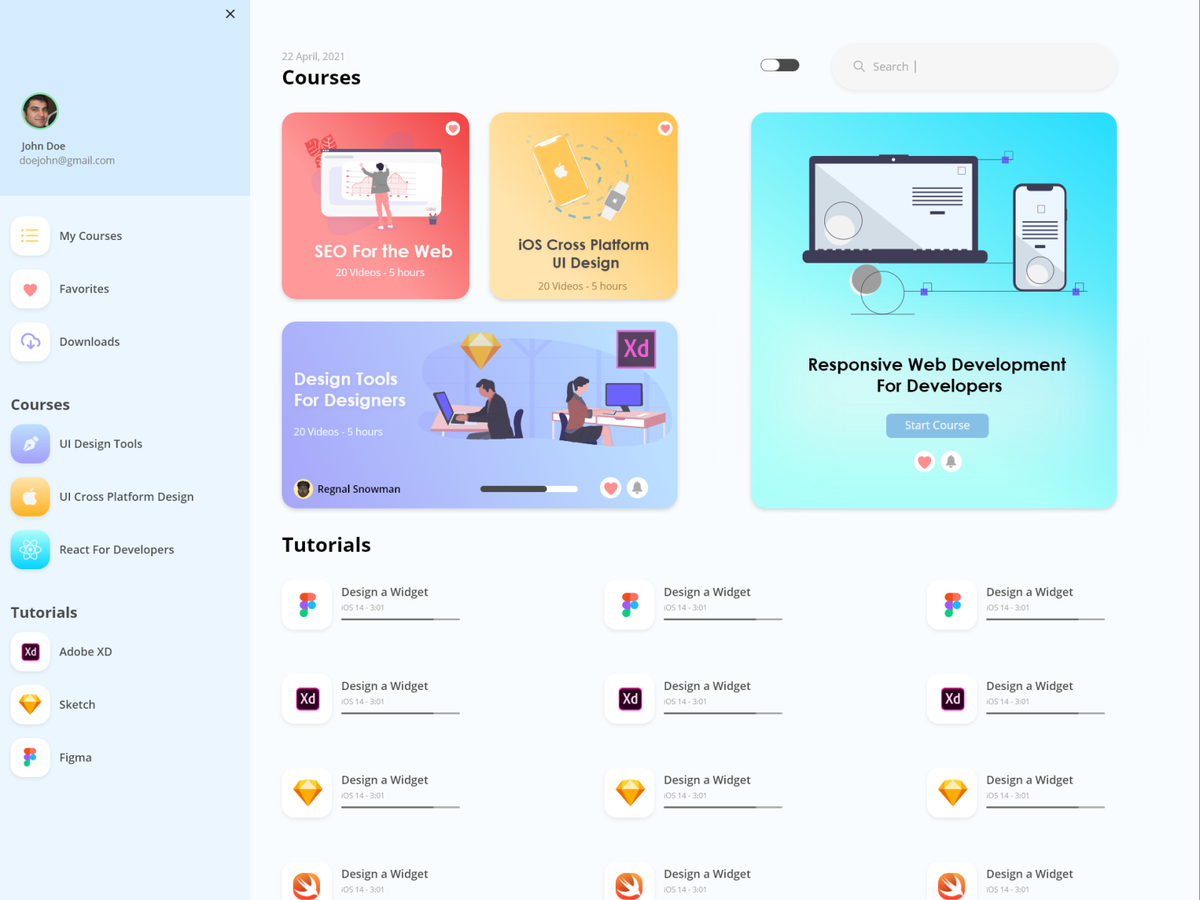 ×
John Doe
doejohn@gmail.com
My Courses
Favorites
Downloads
Courses
UI Design Tools
UI Cross Platform Design
React For Developers
Tutorials
Xd Adobe XD
Sketch
Figma
22 April, 2021
Courses
Search |
SEO For the Web
20 Videos - 5 hours
iOS Cross Platform
UI Design
20 Videos - 5 hours
Xd
Design Tools
For Designers
20 Videos - 5 hours
Regnal Snowman
Responsive Web Development
For Developers
Start Course
Tutorials
Design a Widget
iOS 14 - 3:01
Design a Widget
iOS 14 - 3:01
Design a Widget
iOS 14 - 3:01
Xd
Design a Widget
iOS 14 - 3:01
Xd
Design a Widget
iOS 14 - 3:01
Xd
Design a Widget
iOS 14 - 3:01
Design a Widget
iOS 14 - 3:01
Design a Widget
iOS 14 - 3:01
Design a Widget
iOS 14 - 3:01
Design a Widget
iOS 14 - 3:01
Design a Widget
iOS 14 - 3:01
Design a Widget
iOS 14 - 3:01